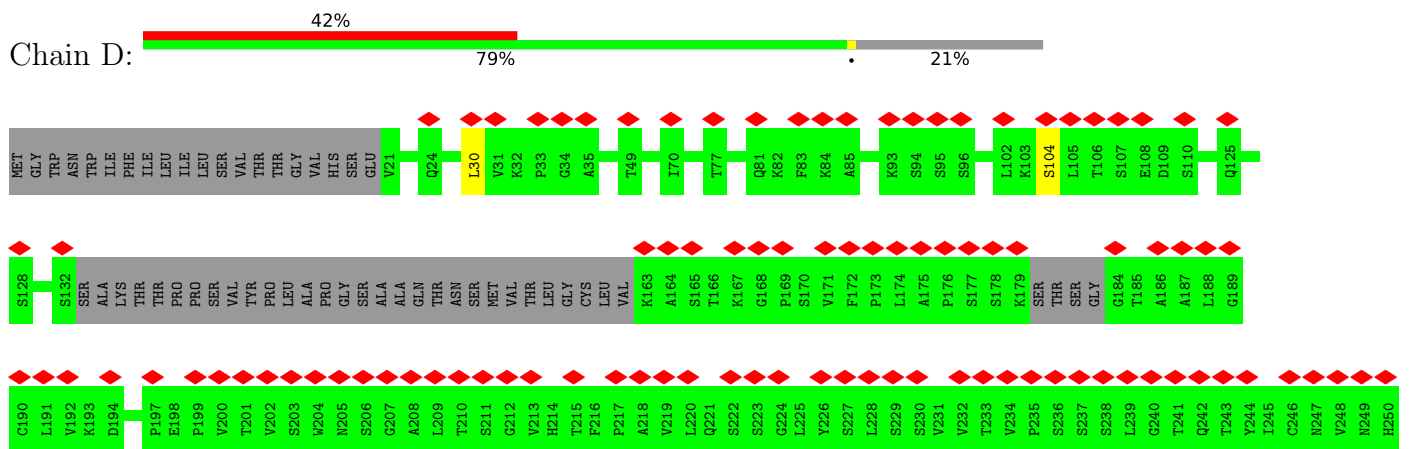 42%
Chain D:
79% • 21%
MET GLY TRP ASN TRP ILE PHE ILE LEU ILE LEU SER VAL THR THR GLY VAL HIS SER GLU V21 Q24 L30 V31 K32 P33 G34 A35 T49 I70 T77 Q81 K82 F83 K84 A85 K93 S94 S95 S96 L102 K103 S104 L105 T106 S107 E108 D109 S110 Q125
S128 S132 SER ALA LYS THR THR PRO PRO SER VAL TYR PRO LEU ALA PRO GLY SER ALA ALA GLN THR ASN SER MET VAL THR LEU GLY CYS LEU VAL K163 A164 S165 T166 K167 G168 P169 S170 V171 F172 P173 L174 A175 P176 S177 S178 K179 SER THR SER GLY G184 T185 A186 A187 L188 G189
C190 L191 V192 K193 D194 P197 E198 P199 V200 T201 V202 S203 W204 N205 S206 G207 A208 L209 T210 S211 G212 V213 H214 T215 F216 P217 A218 V219 L220 Q221 S222 S223 G224 L225 Y226 S227 L228 S229 S230 V231 V232 T233 V234 P235 S236 S237 S238 L239 G240 T241 Q242 T243 Y244 I245 C246 N247 V248 N249 H250